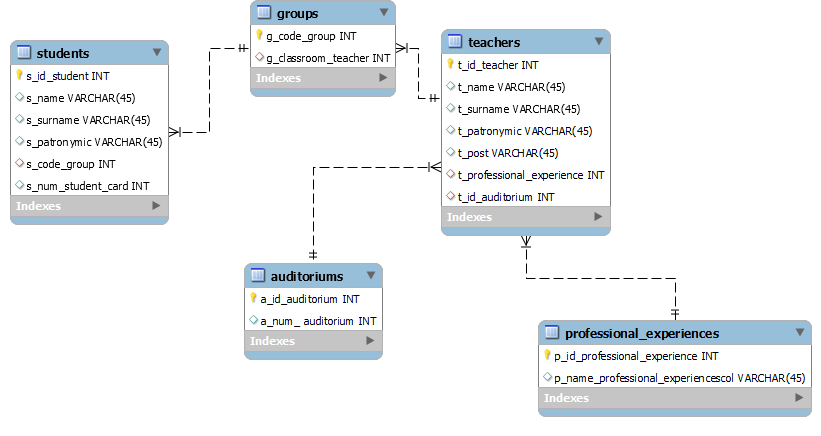 groups
g_code_group INT
g_classroom_teacher INT
Indexes
students
s_id_student INT
s_name VARCHAR(45)
s_surname VARCHAR(45)
s_patronymic VARCHAR(45)
s_code_group INT
s_num_student_card INT
Indexes
teachers
t_id_teacher INT
t_name VARCHAR(45)
t_surname VARCHAR(45)
t_patronymic VARCHAR(45)
t_post VARCHAR(45)
t_professional_experience INT
t_id_auditorium INT
Indexes
auditoriums
a_id_auditorium INT
a_num_ auditorium INT
Indexes
professional_experiences
p_id_professional_experience INT
p_name_professional_experiencescol VARCHAR(45)
Indexes